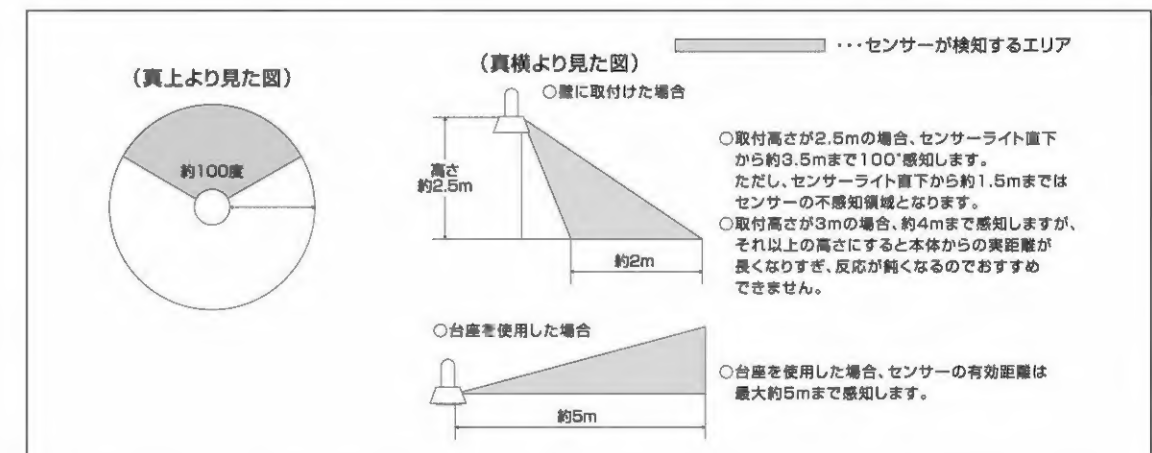 ･･･センサーが検知するエリア
（真上より見た図）
約100度
（真横より見た図）
○壁に取付けた場合
高さ
約2.5m
約2m
○取付高さが2.5mの場合、センサーライト直下
から約3.5mまで100°感知します。
ただし、センサーライト直下から約1.5mまでは
センサーの不感知領域となります。
○取付高さが3mの場合、約4mまで感知しますが、
それ以上の高さにすると本体からの実距離が
長くなりすぎ、反応が鈍くなるのでおすすめ
できません。
○台座を使用した場合
約5m
○台座を使用した場合、センサーの有効距離は
最大約5mまで感知します。